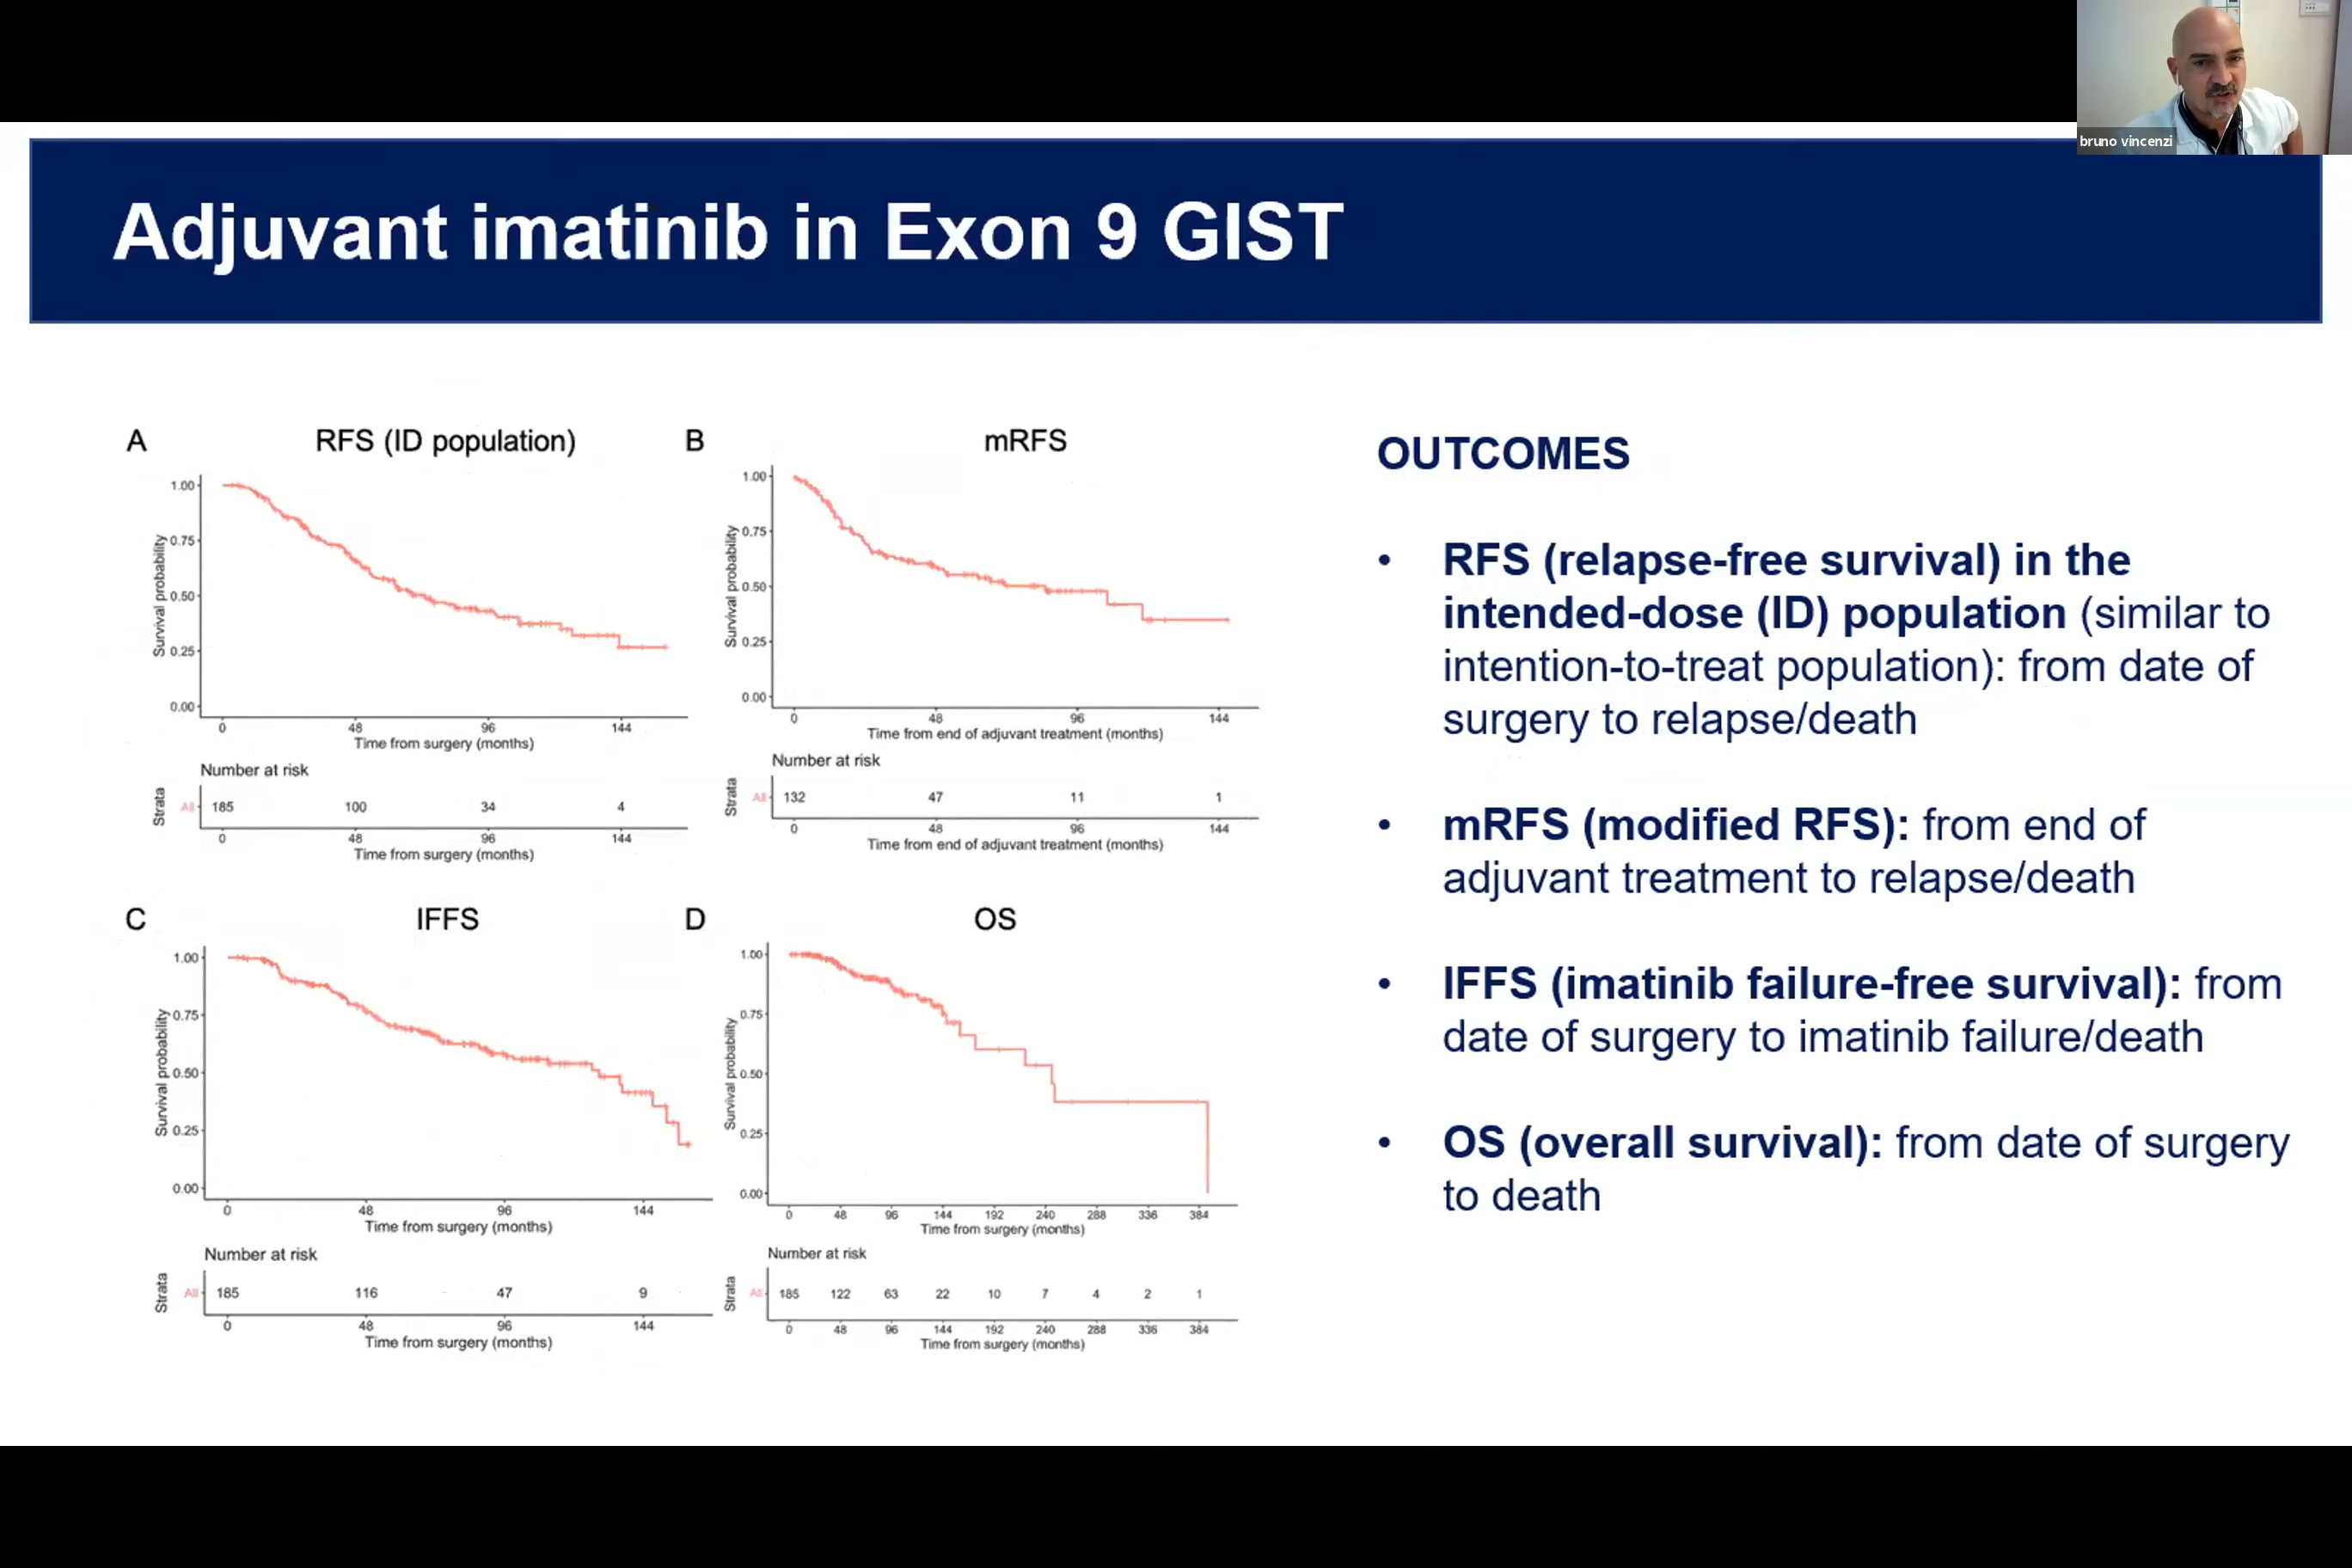 bruno vincenzi
Adjuvant imatinib in Exon 9 GIST
A
RFS (ID population)
Survival probability
1.00
0.75
0.50
0.25
0.00
0 48 96 144
Time from surgery (months)
Number at risk
Strata
All 185 100 34 4
0 48 96 144
Time from surgery (months)
B
mRFS
Survival probability
1.00
0.75
0.50
0.25
0.00
0 48 96 144
Time from end of adjuvant treatment (months)
Number at risk
Strata
All 132 47 11 1
0 48 96 144
Time from end of adjuvant treatment (months)
C
IFFS
Survival probability
1.00
0.75
0.50
0.25
0.00
0 48 96 144
Time from surgery (months)
Number at risk
Strata
All 185 116 47 9
0 48 96 144
Time from surgery (months)
D
OS
Survival probability
1.00
0.75
0.50
0.25
0.00
0 48 96 144 192 240 288 336 384
Time from surgery (months)
Number at risk
Strata
All 185 122 63 22 10 7 4 2 1
0 48 96 144 192 240 288 336 384
Time from surgery (months)
OUTCOMES
• RFS (relapse-free survival) in the
intended-dose (ID) population (similar to
intention-to-treat population): from date of
surgery to relapse/death
• mRFS (modified RFS): from end of
adjuvant treatment to relapse/death
• IFFS (imatinib failure-free survival): from
date of surgery to imatinib failure/death
• OS (overall survival): from date of surgery
to death